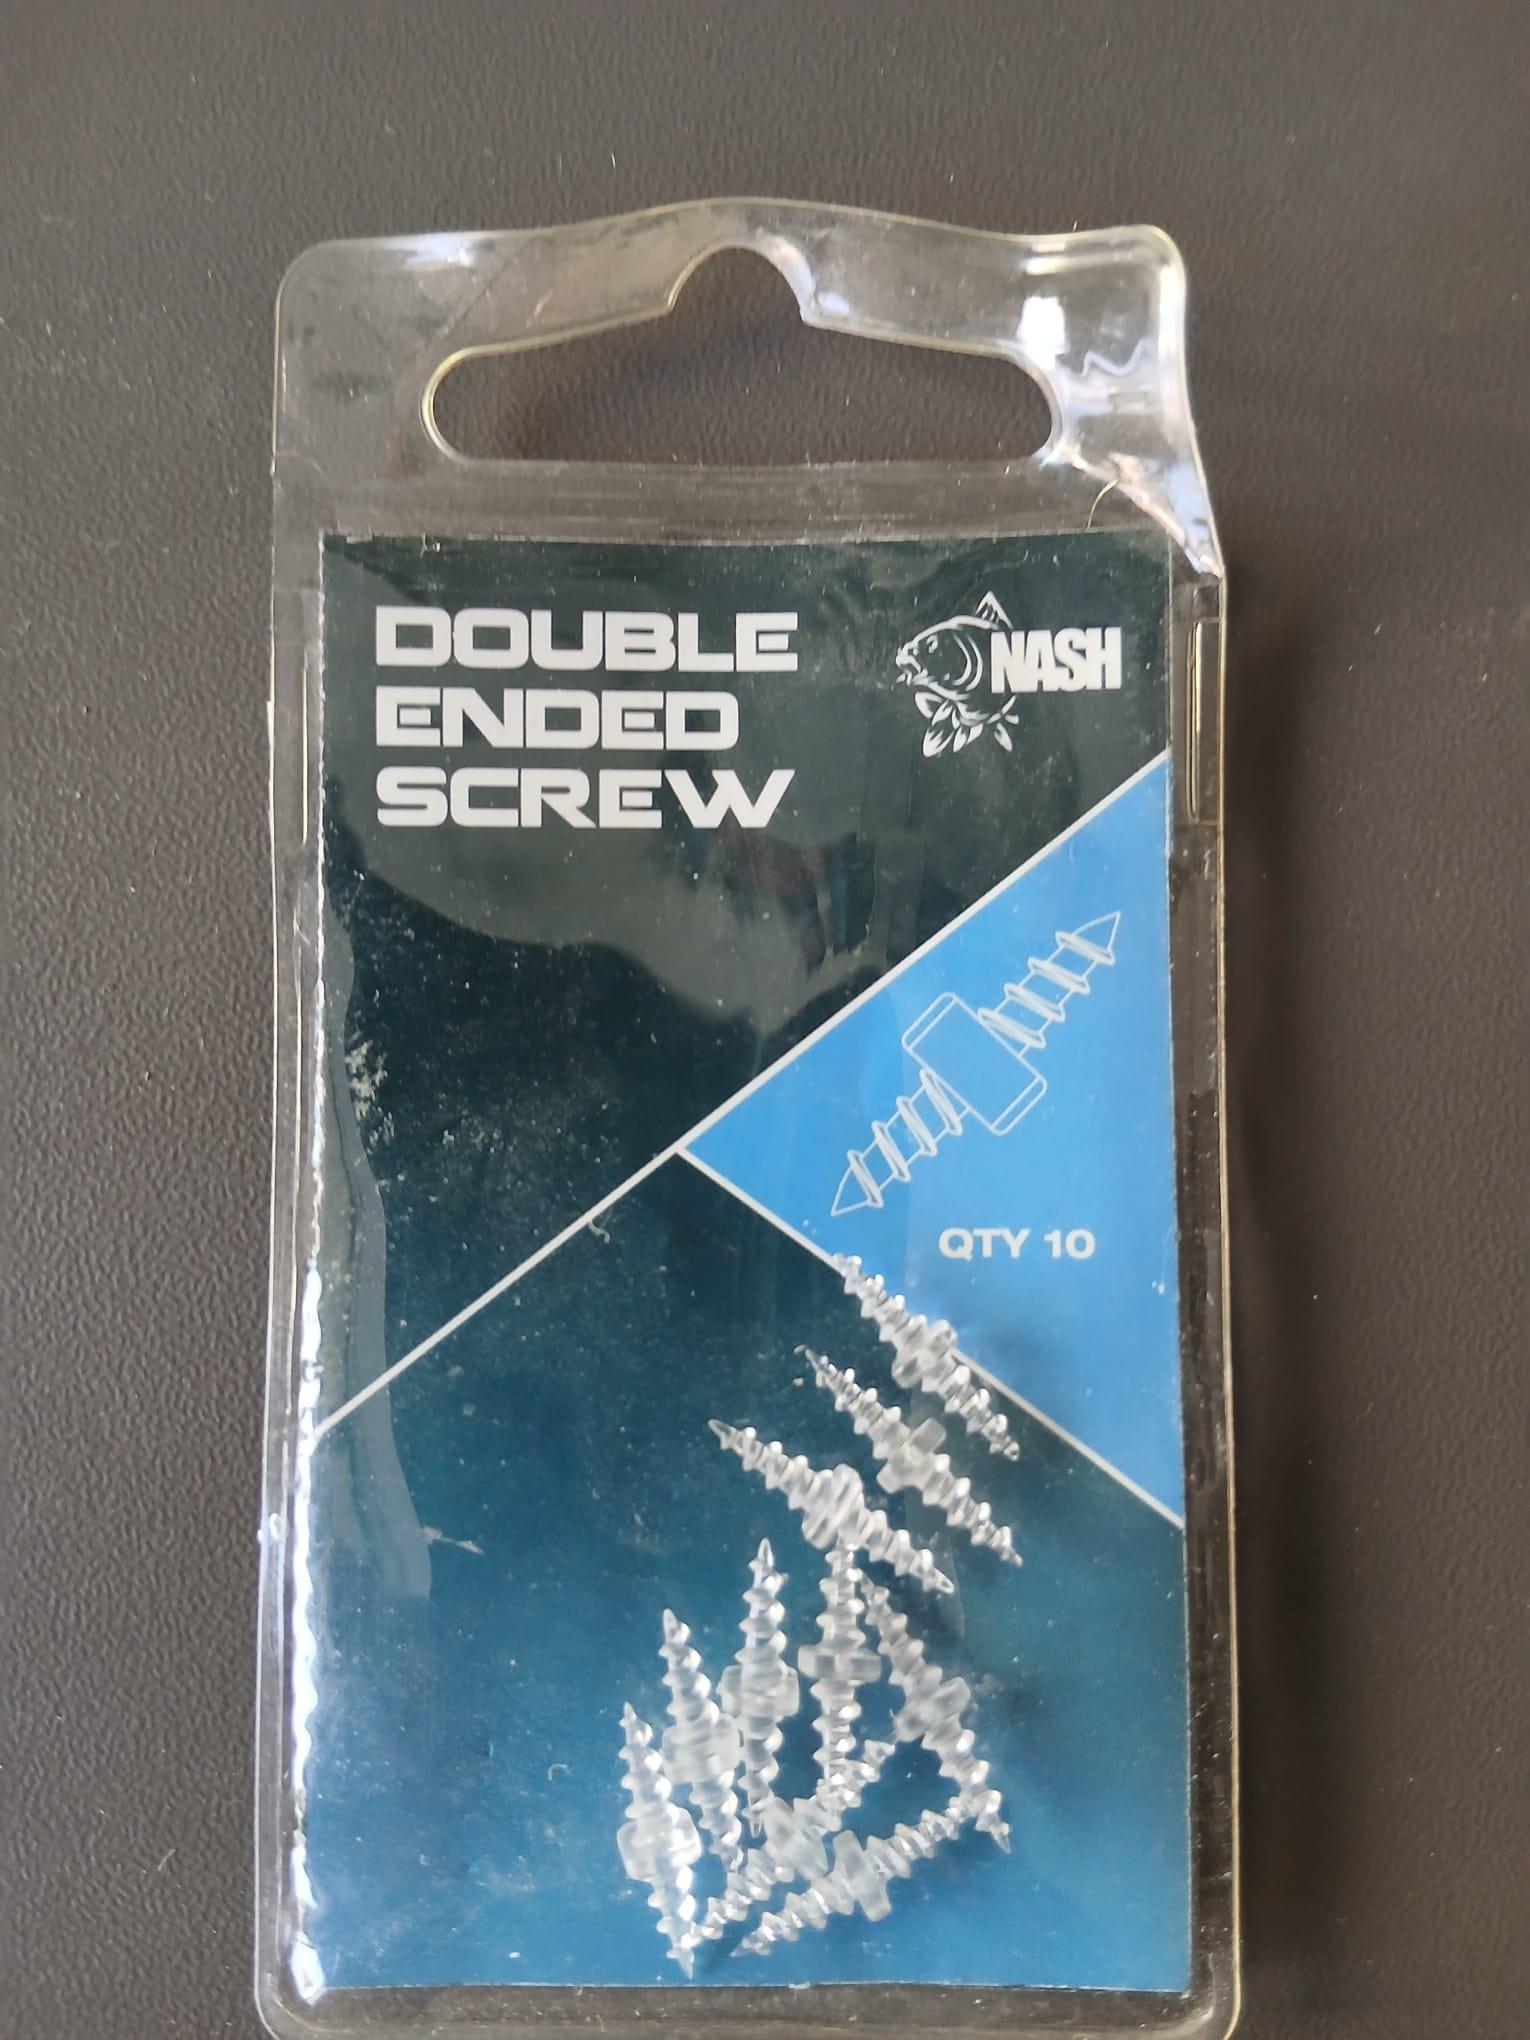 DOUBLE
ENDED
SCREW
NASH
QTY 10